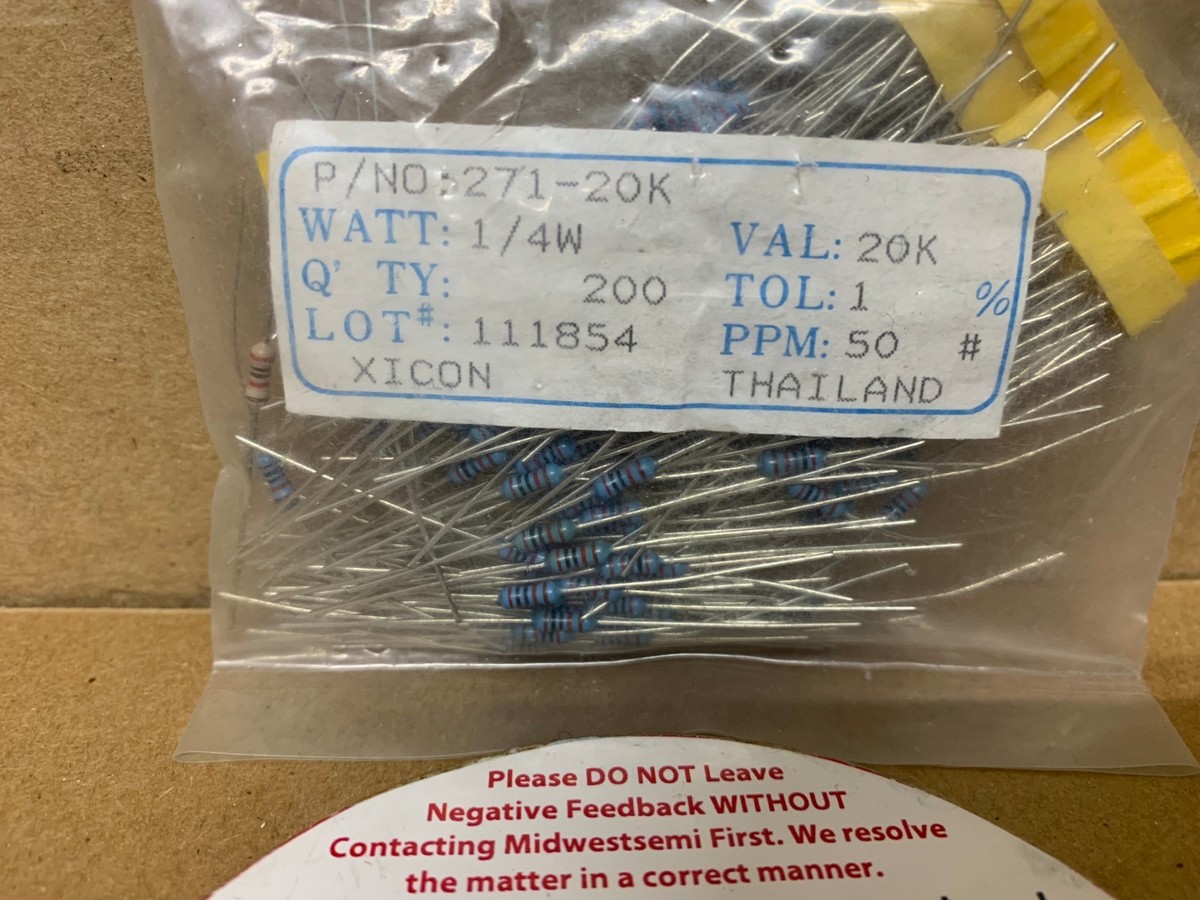 P/NO:271-20K
WATT: 1/4W VAL: 20K
Q' TY: 200 TOL: 1 %
LOT#: 111854 PPM: 50 #
XICON THAILAND
Please DO NOT Leave
Negative Feedback WITHOUT
Contacting Midwestsemi First. We resolve
the matter in a correct manner.